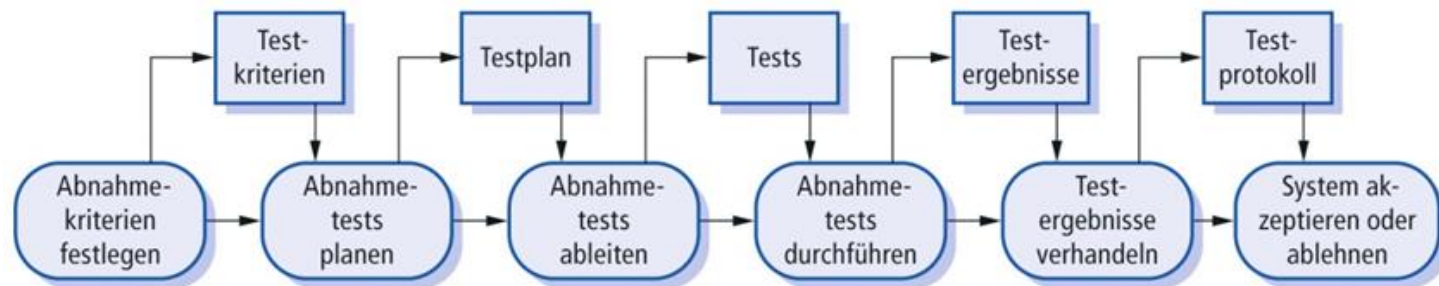 Test-
kriterien
Testplan
Tests
Test-
ergebnisse
Test-
protokoll
Abnahme-
kriterien
festlegen
Abnahme-
tests
planen
Abnahme-
tests
ableiten
Abnahme-
tests
durchführen
Test-
ergebnisse
verhandeln
System ak-
zeptieren oder
ablehnen